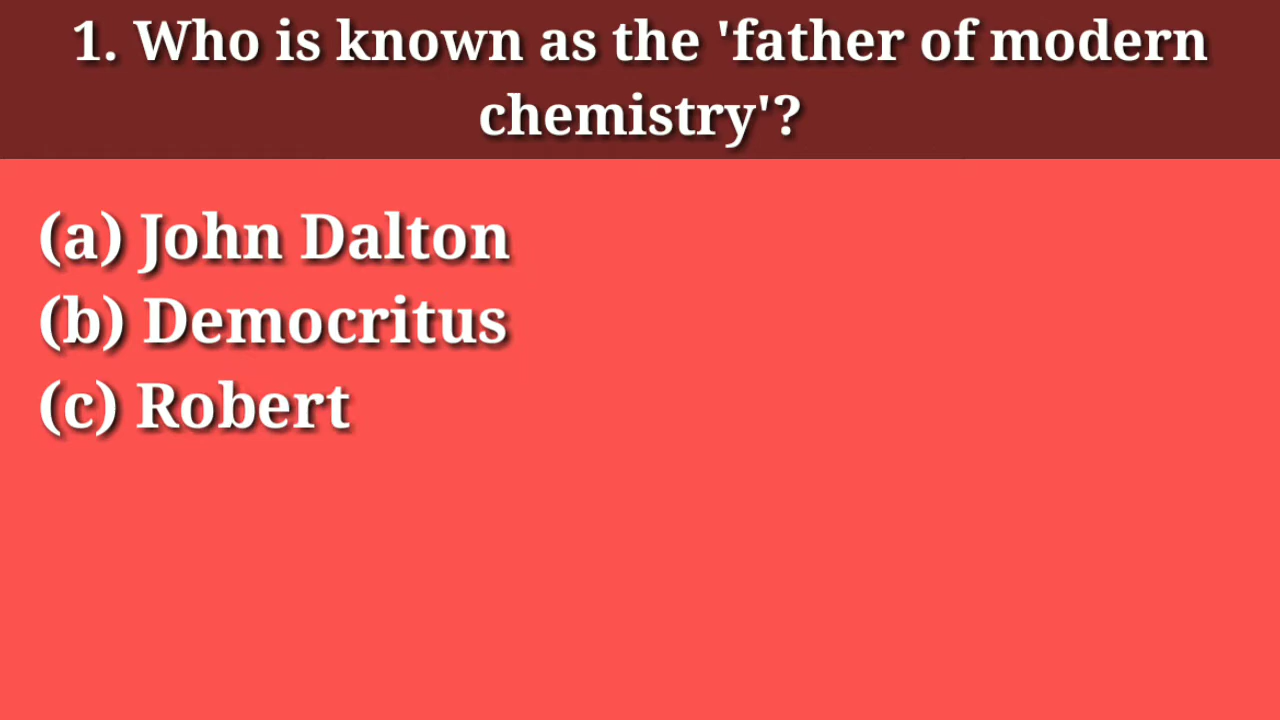 1. Who is known as the 'father of modern
chemistry'?
(a) John Dalton
(b) Democritus
(c) Robert